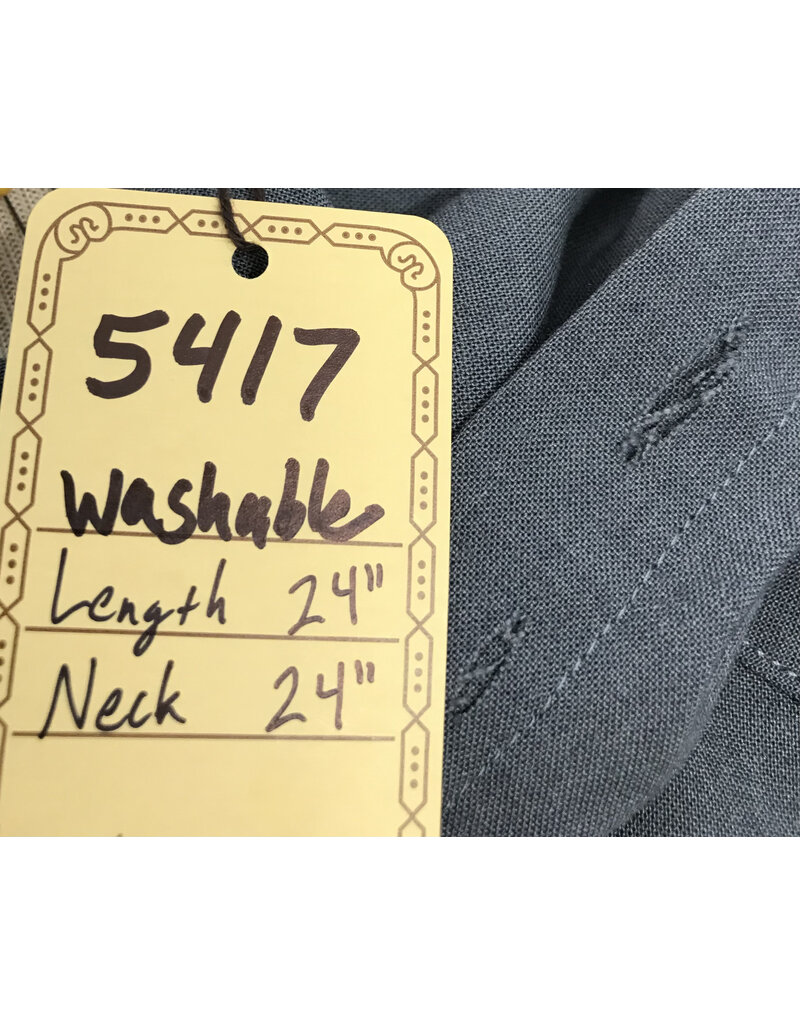 5417
Washable
Length 24"
Neck 24"